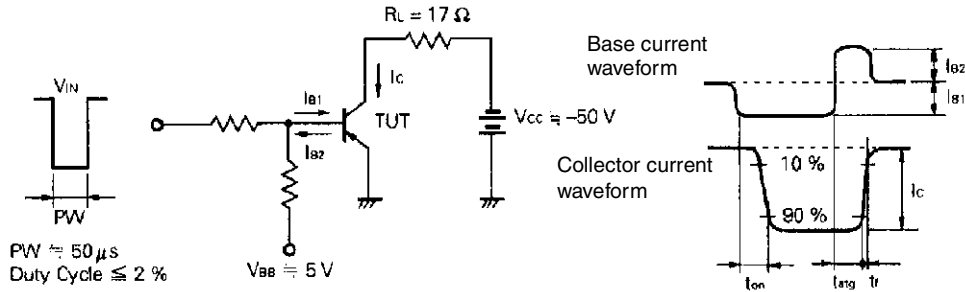 RL = 17 Ω
VIN
IC
IB1
TUT
IB2
VCC ≒ –50 V
PW
PW ≒ 50 μs
Duty Cycle ≦ 2 %
VBB ≒ 5 V
Base current
waveform
IB2
IB1
Collector current
waveform
10 %
90 %
IC
ton
tstg
tf